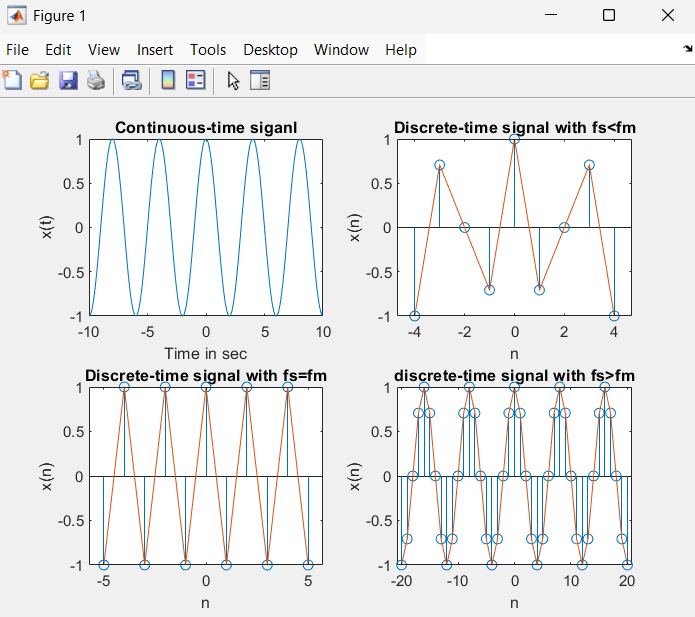 Figure 1
File Edit View Insert Tools Desktop Window Help
Continuous-time siganl
1
0.5
0
-0.5
-1
x(t)
-10 -5 0 5 10
Time in sec
Discrete-time signal with fs<fm
1
0.5
0
-0.5
-1
x(n)
-4 -2 0 2 4
n
Discrete-time signal with fs=fm
1
0.5
0
-0.5
-1
x(n)
-5 0 5
n
discrete-time signal with fs>fm
1
0.5
0
-0.5
-1
x(n)
-20 -10 0 10 20
n